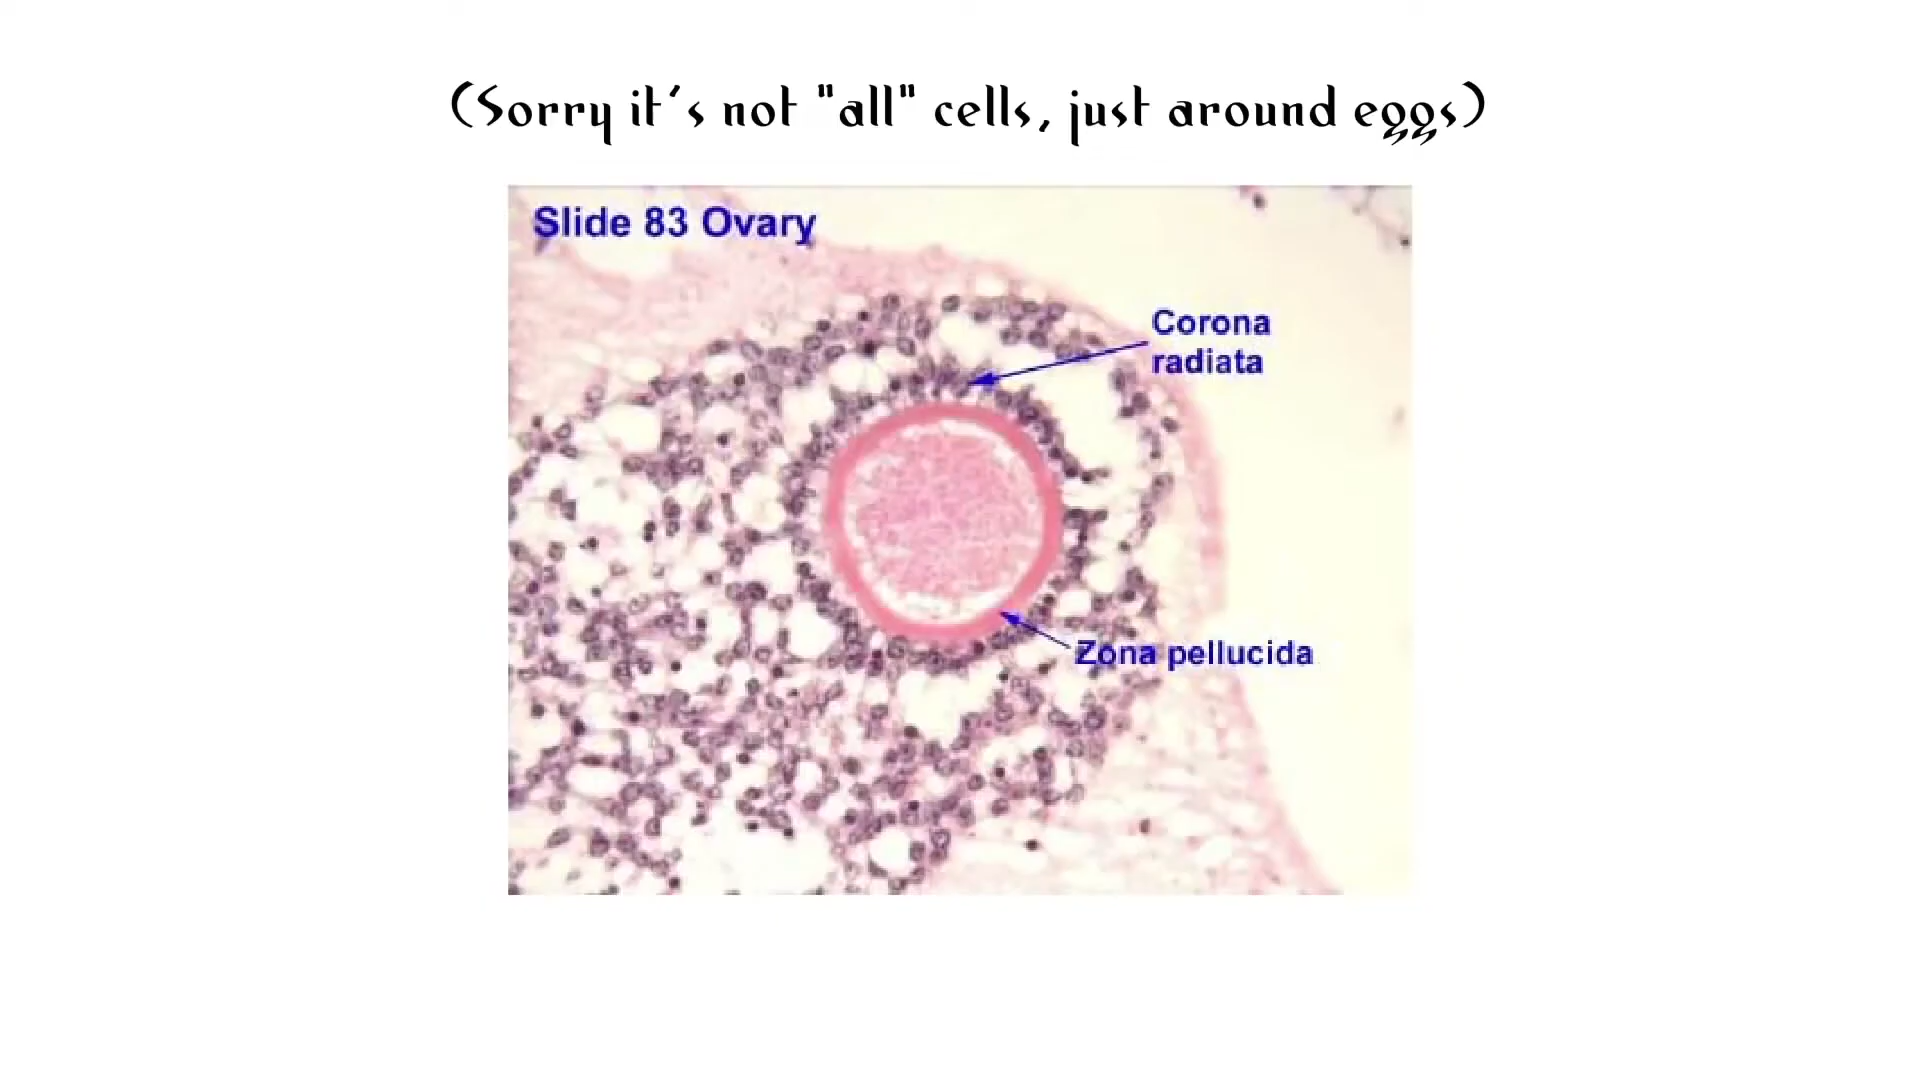 (Sorry it's not "all" cells, just around eggs)
Slide 83 Ovary
Corona
radiata
Zona pellucida